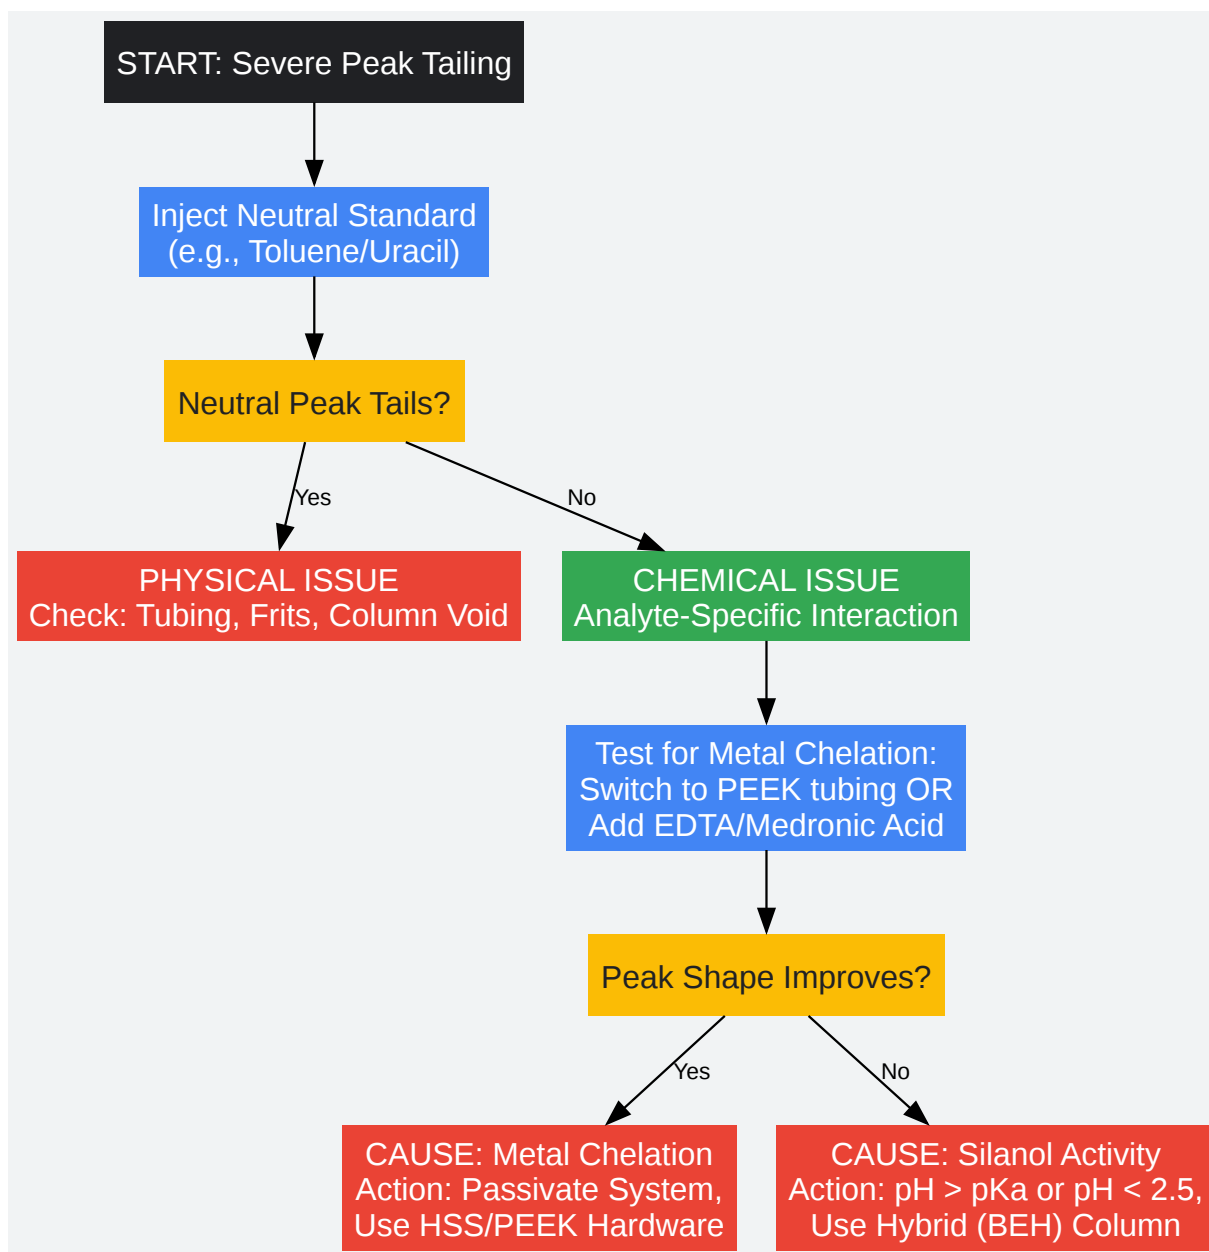 START: Severe Peak Tailing
Inject Neutral Standard
(e.g., Toluene/Uracil)
Neutral Peak Tails?
Yes
No
PHYSICAL ISSUE
Check: Tubing, Frits, Column Void
CHEMICAL ISSUE
Analyte-Specific Interaction
Test for Metal Chelation:
Switch to PEEK tubing OR
Add EDTA/Medronic Acid
Peak Shape Improves?
Yes
No
CAUSE: Metal Chelation
Action: Passivate System,
Use HSS/PEEK Hardware
CAUSE: Silanol Activity
Action: pH > pKa or pH < 2.5,
Use Hybrid (BEH) Column